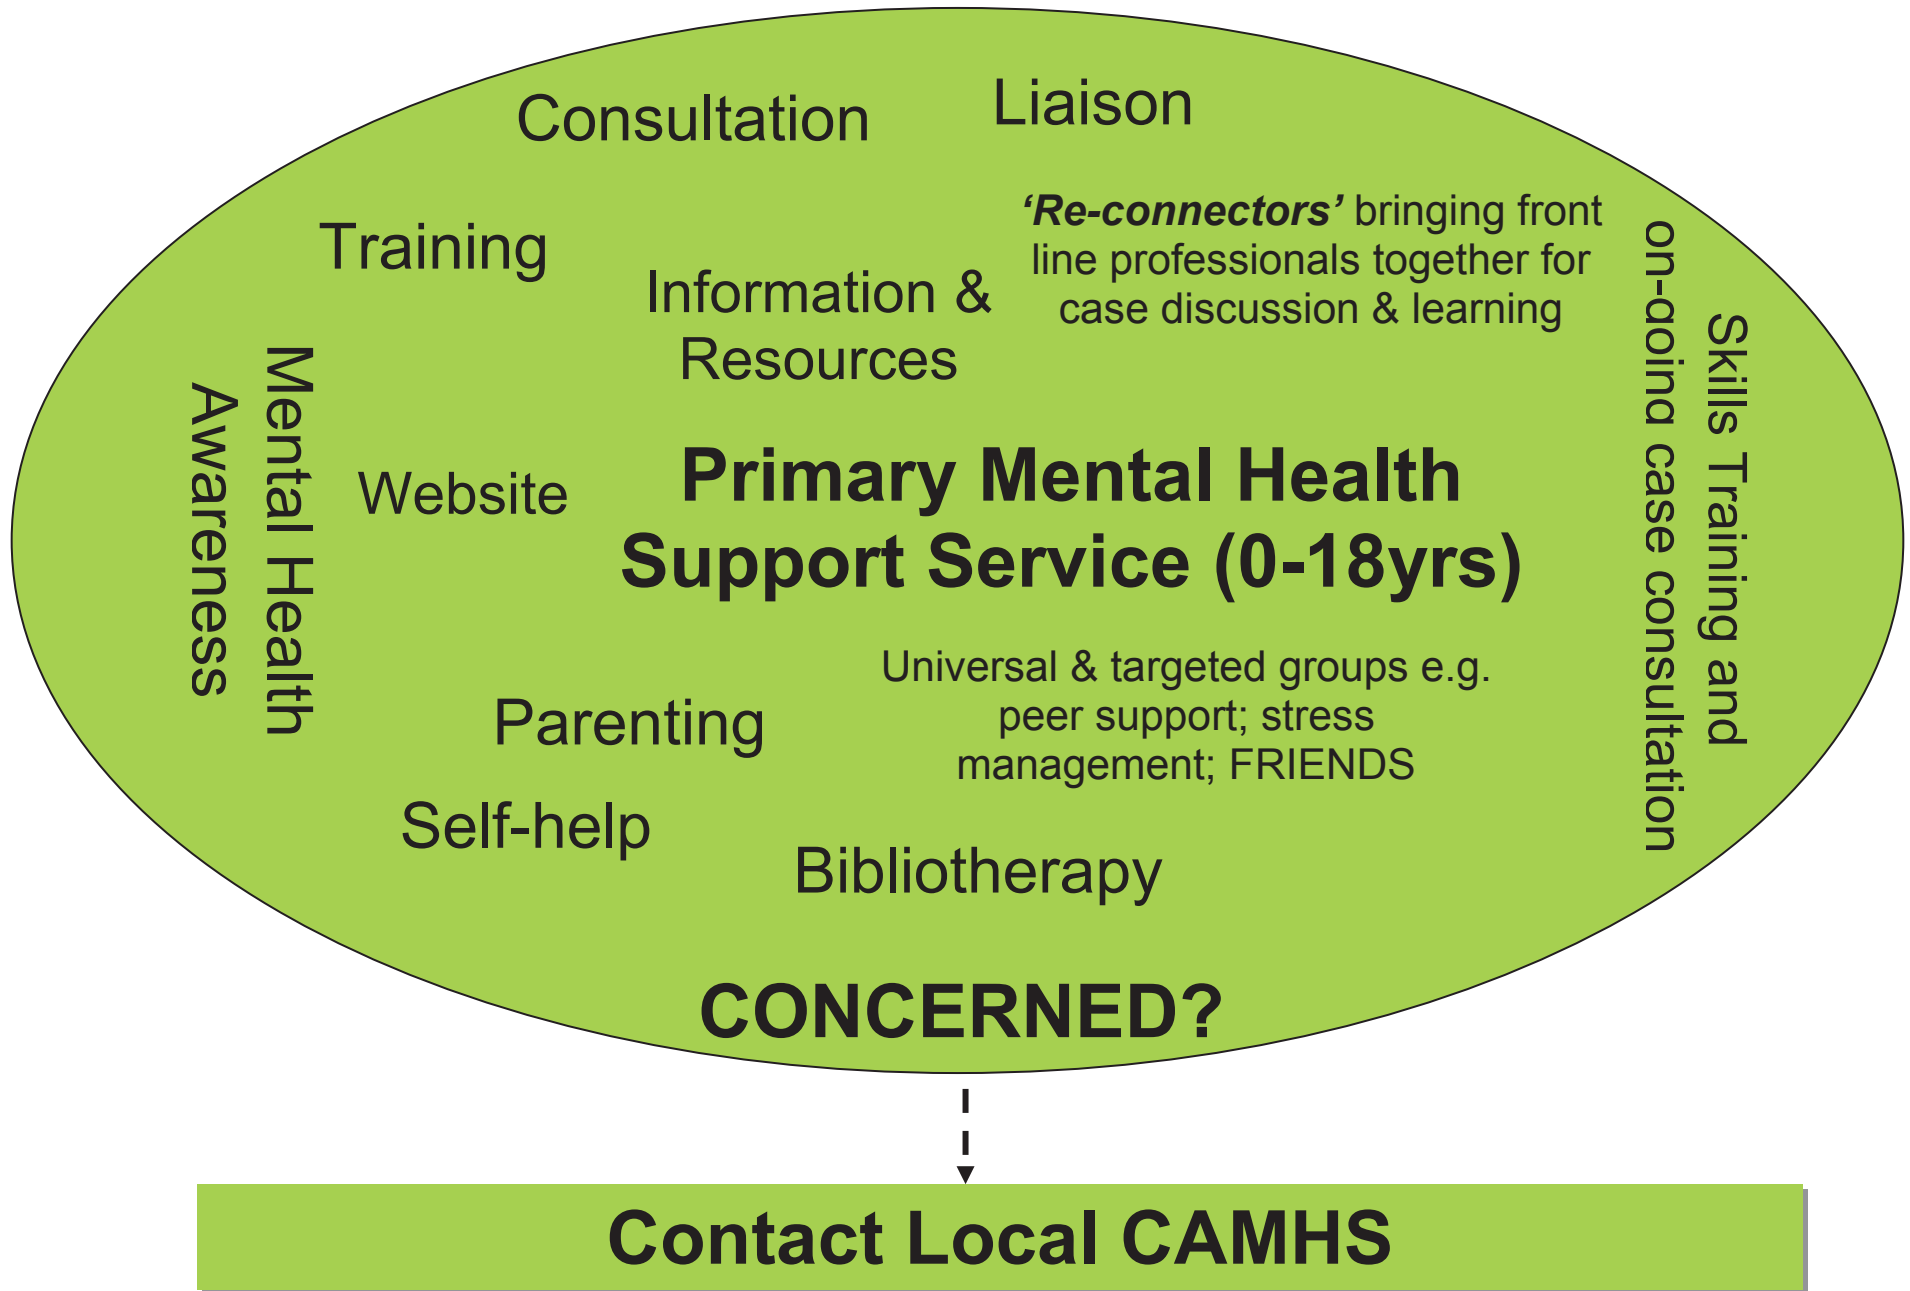 Consultation
Liaison
Training
‘Re-connectors’ bringing front
line professionals together for
case discussion & learning
Information &
Resources
Mental Health
Awareness
Website
Primary Mental Health
Support Service (0-18yrs)
Skills Training and
on-going case consultation
Universal & targeted groups e.g.
peer support; stress
management; FRIENDS
Parenting
Self-help
Bibliotherapy
CONCERNED?
Contact Local CAMHS